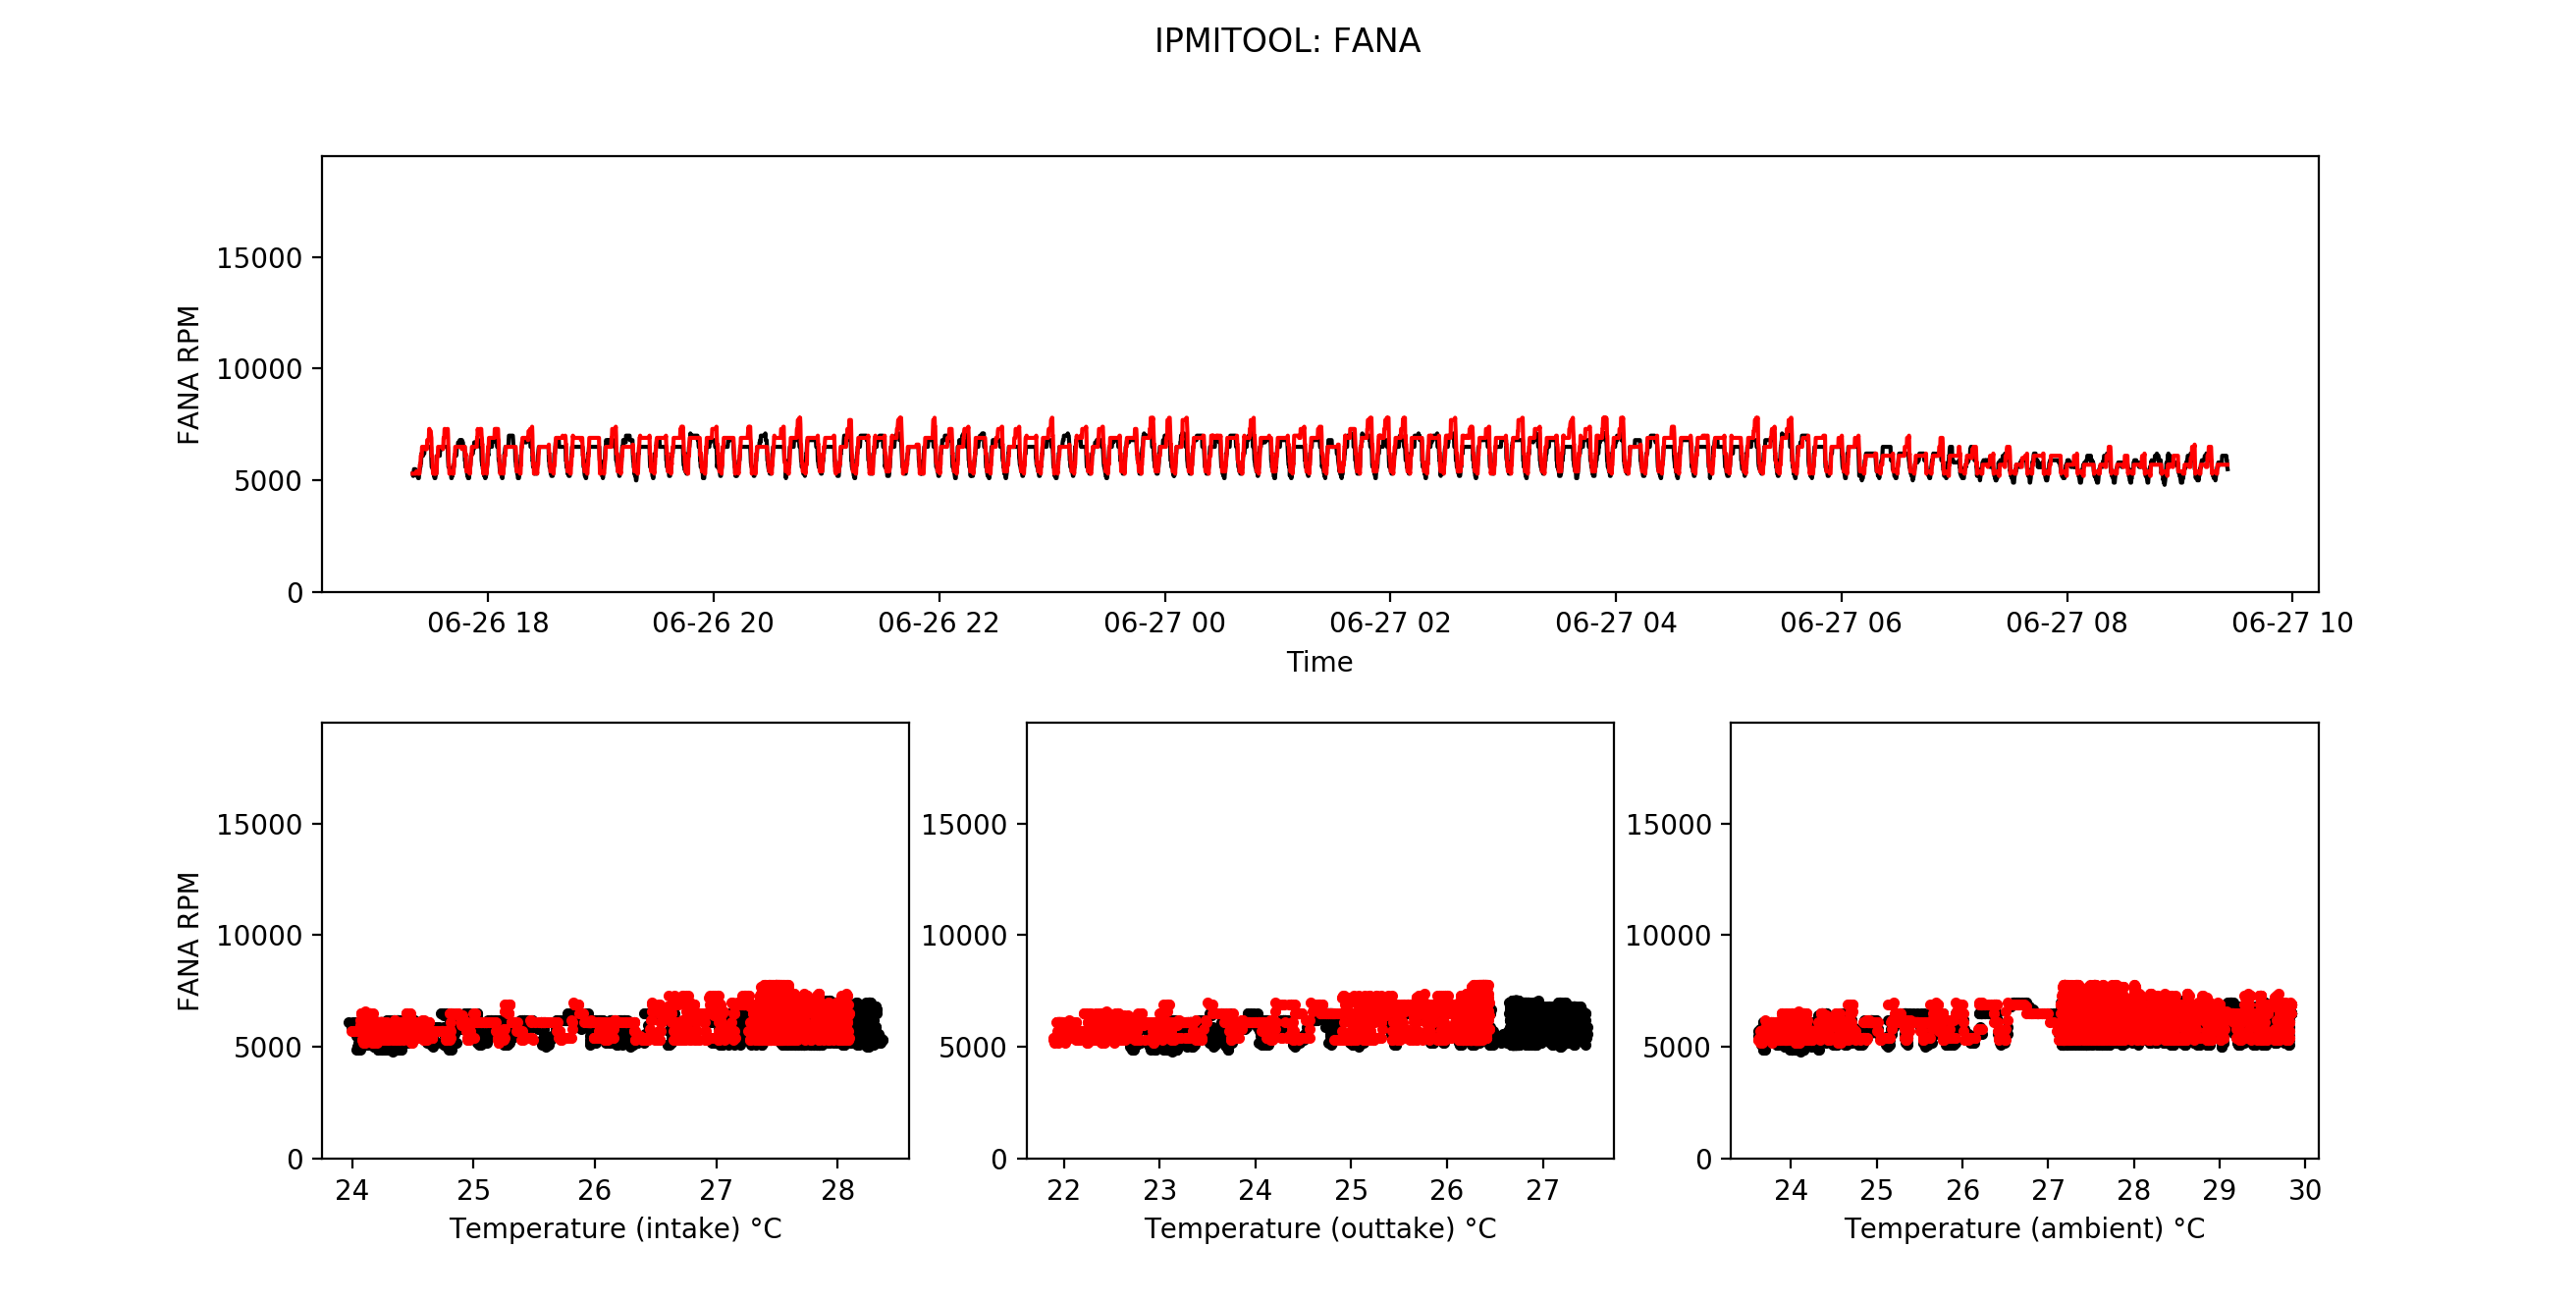 IPMITOOL: FANA
15000
10000
5000
0
FANA RPM
06-26 18 06-26 20 06-26 22 06-27 00 06-27 02 06-27 04 06-27 06 06-27 08 06-27 10
Time
15000
10000
5000
0
FANA RPM
24 25 26 27 28
Temperature (intake) °C
15000
10000
5000
0
22 23 24 25 26 27
Temperature (outtake) °C
15000
10000
5000
0
24 25 26 27 28 29 30
Temperature (ambient) °C